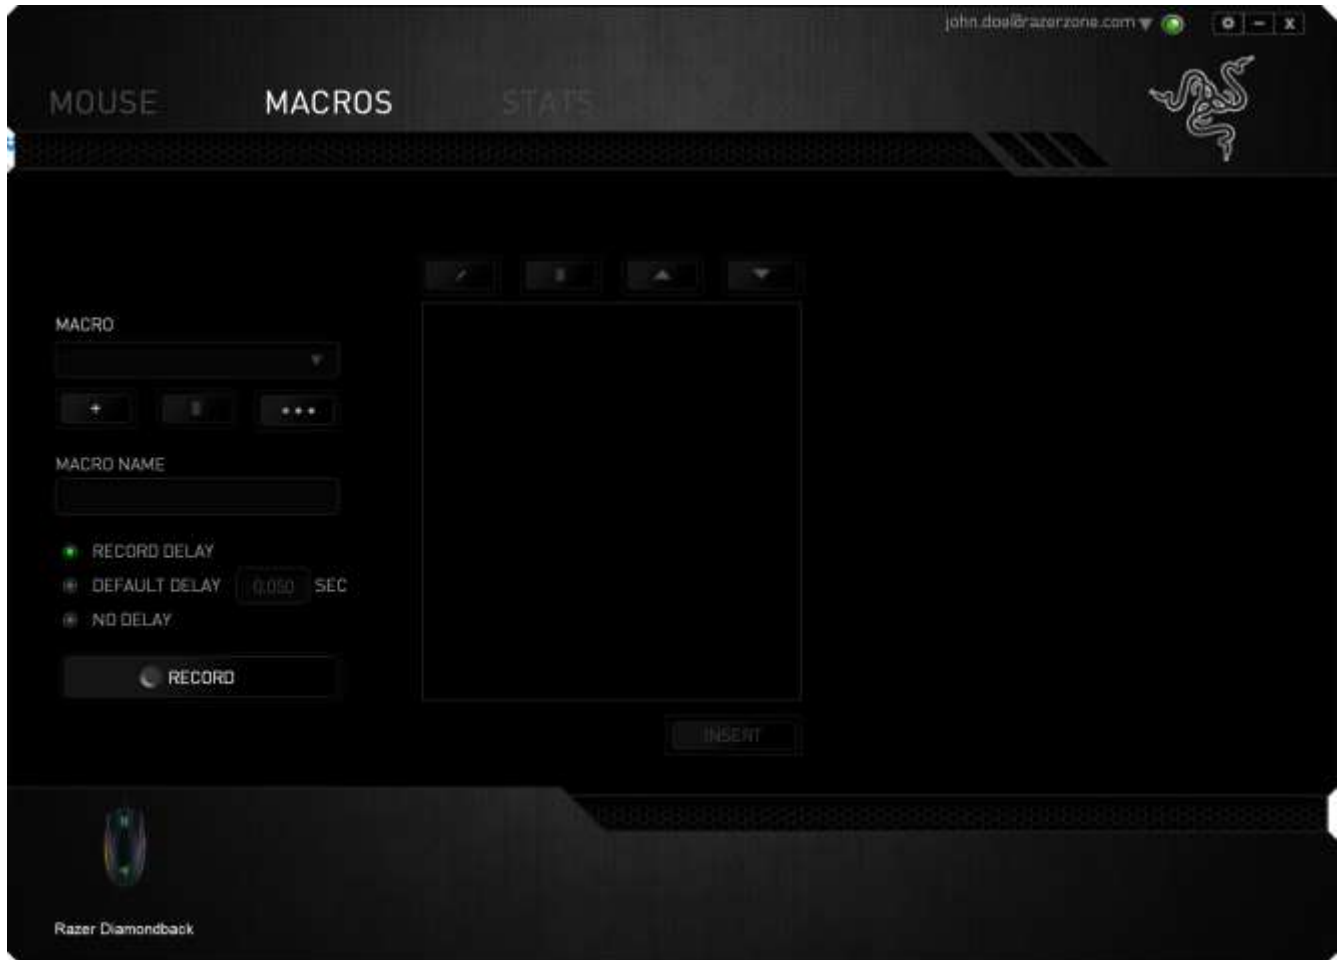 john.doe@razerzone.com
MOUSE MACROS STATS
MACRO
MACRO NAME
RECORD DELAY
DEFAULT DELAY 0.050 SEC
NO DELAY
RECORD
INSERT
Razer Diamondback